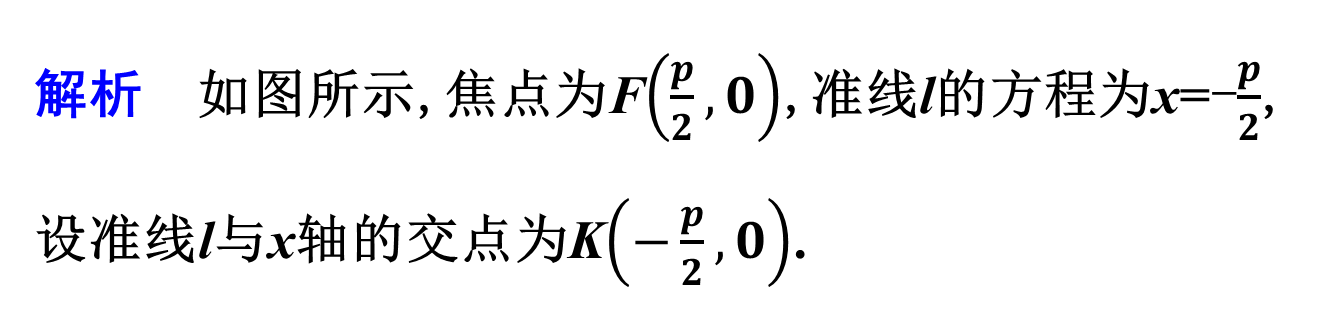 解析 如图所示,焦点为F(p/2,0),准线l的方程为x=-p/2,
设准线l与x轴的交点为K(-p/2,0).